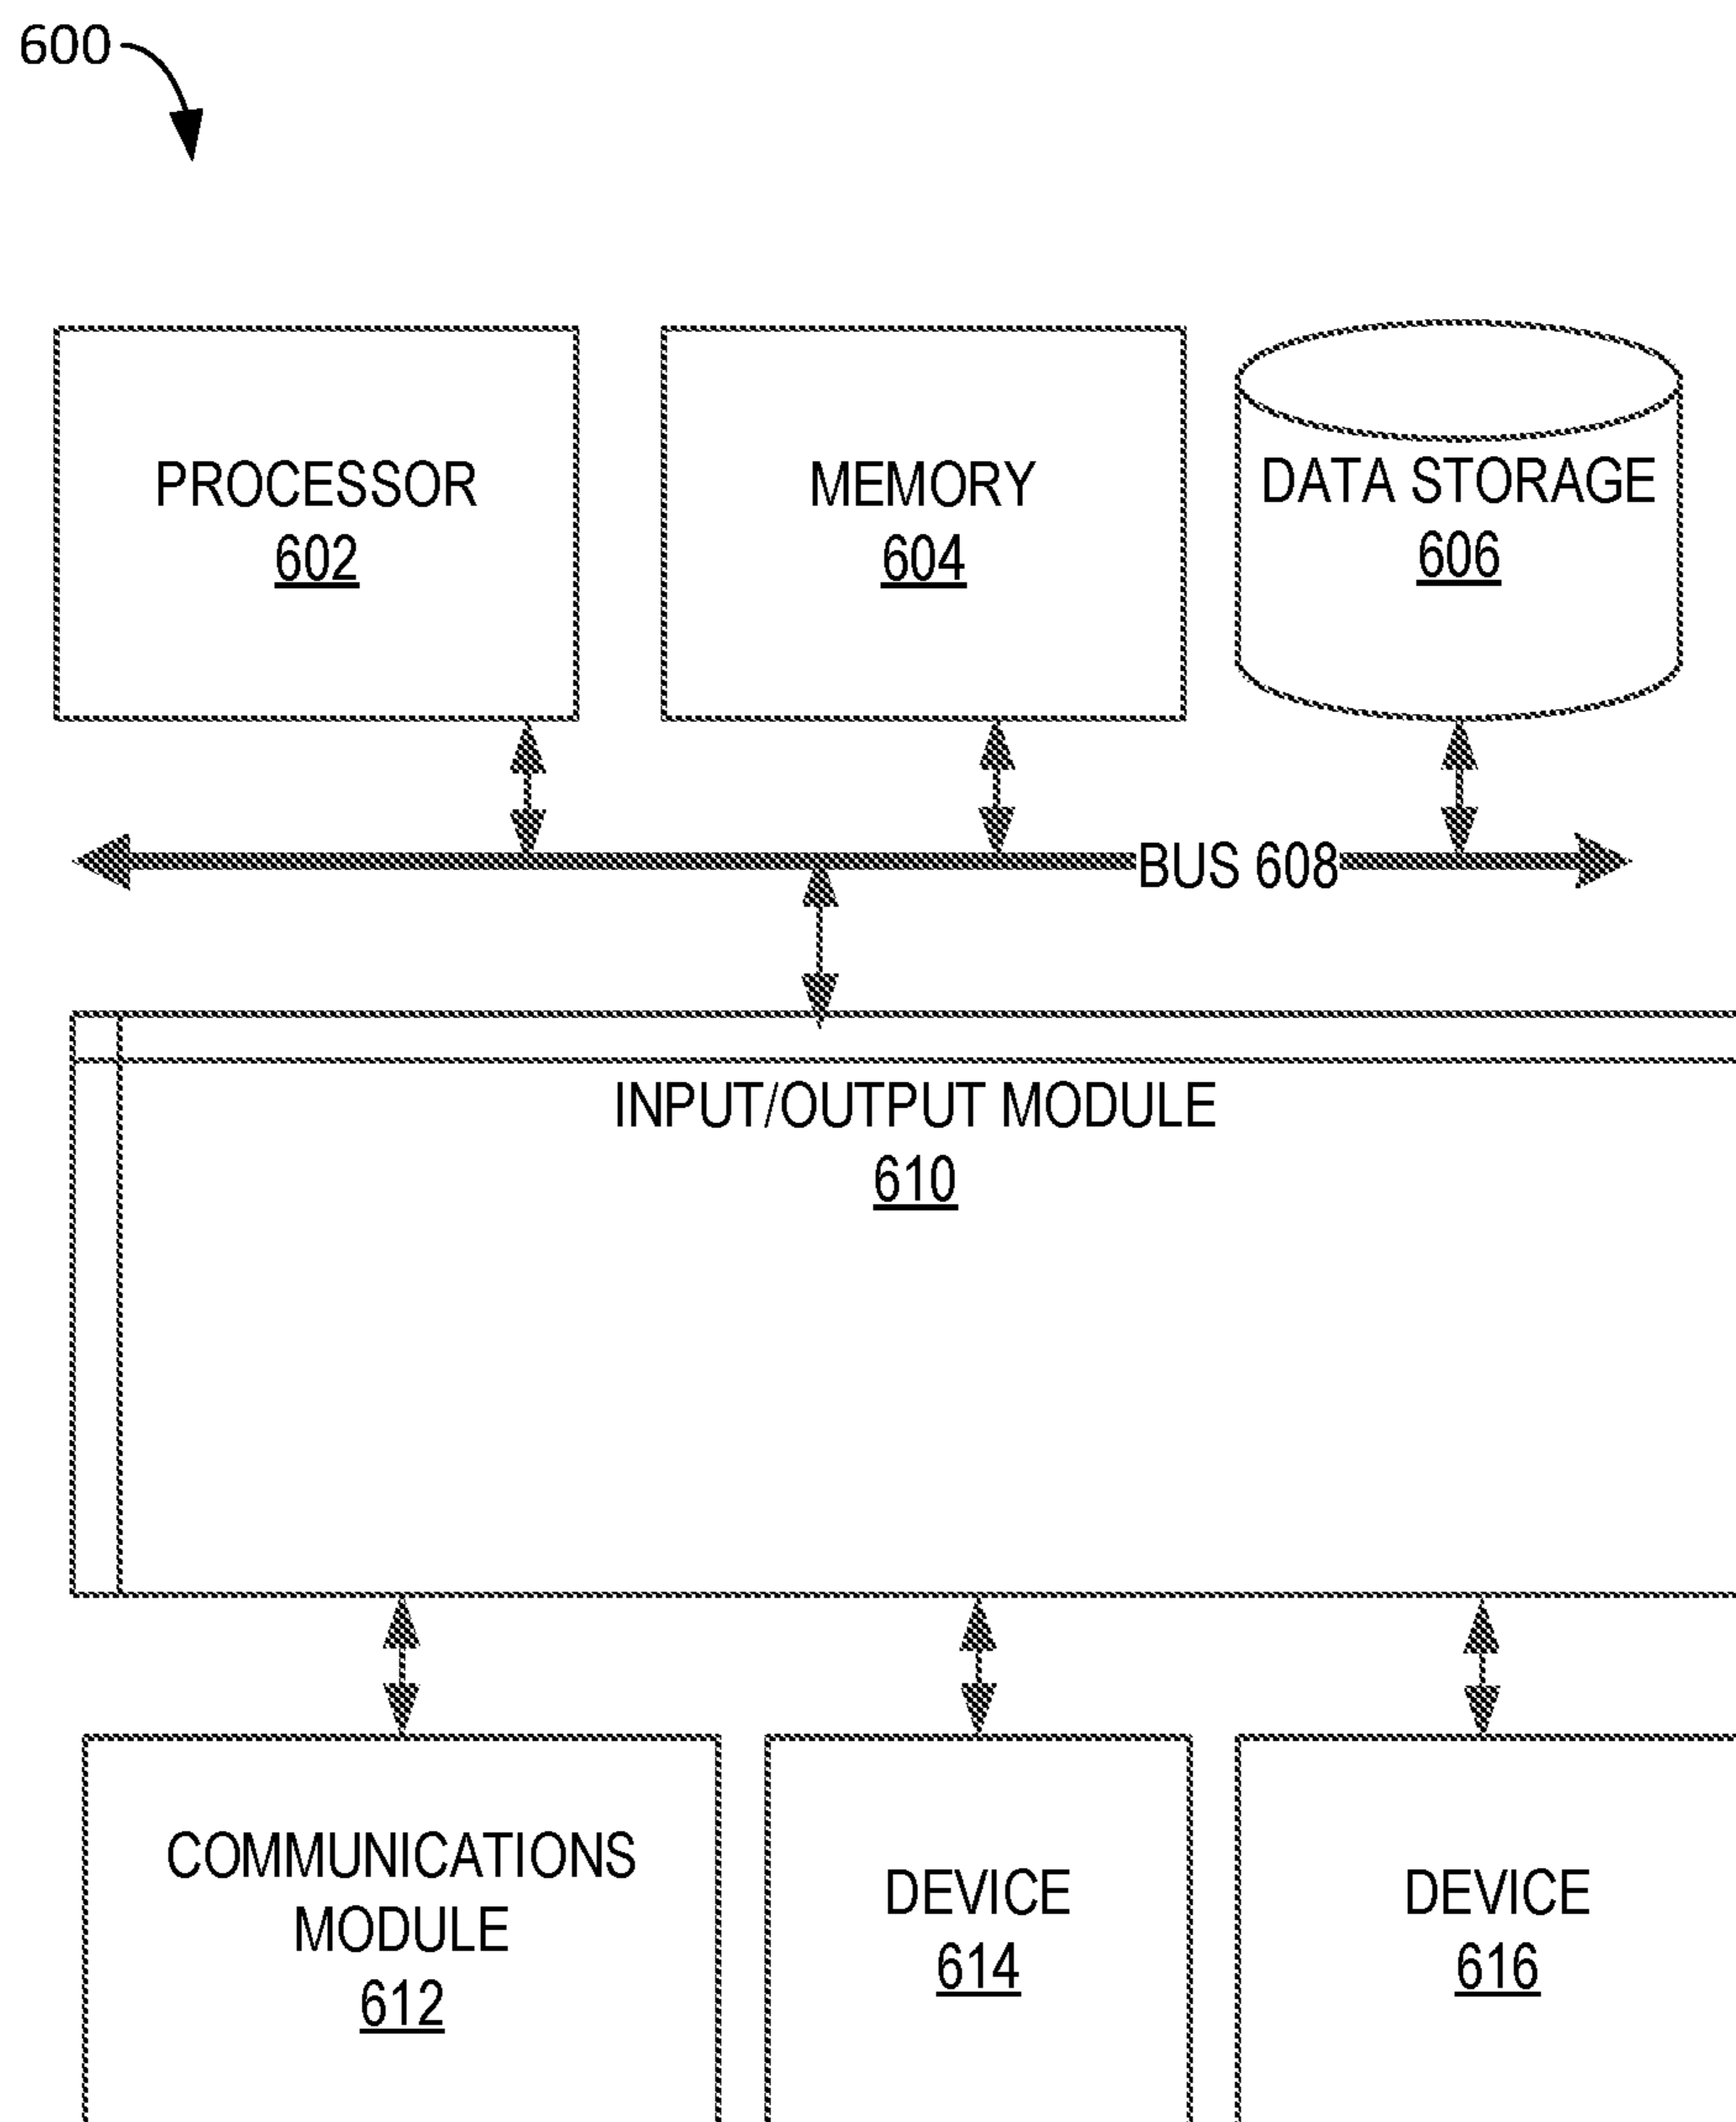 600
PROCESSOR
602
MEMORY
604
DATA STORAGE
606
BUS 608
INPUT/OUTPUT MODULE
610
COMMUNICATIONS
MODULE
612
DEVICE
614
DEVICE
616